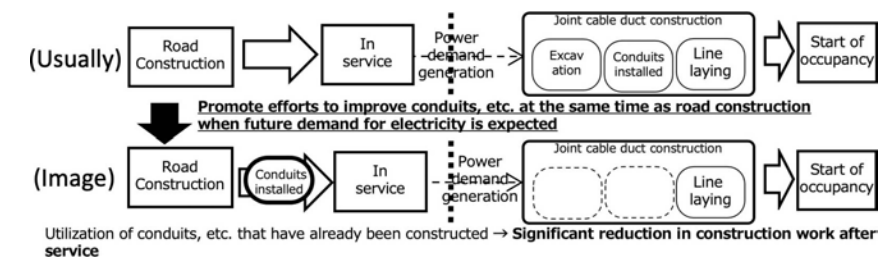 (Usually)
Road
Construction
In
service
Power
demand
generation
Joint cable duct construction
Excav
ation
Conduits
installed
Line
laying
Start of
occupancy
Promote efforts to improve conduits, etc. at the same time as road construction
when future demand for electricity is expected
(Image)
Road
Construction
Conduits
installed
In
service
Power
demand
generation
Joint cable duct construction
Line
laying
Start of
occupancy
Utilization of conduits, etc. that have already been constructed → Significant reduction in construction work after
service